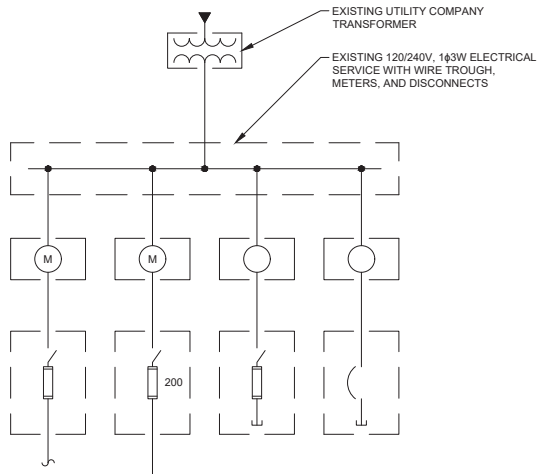 EXISTING UTILITY COMPANY
TRANSFORMER
EXISTING 120/240V, 1ϕ3W ELECTRICAL
SERVICE WITH WIRE TROUGH,
METERS, AND DISCONNECTS
M
M
200